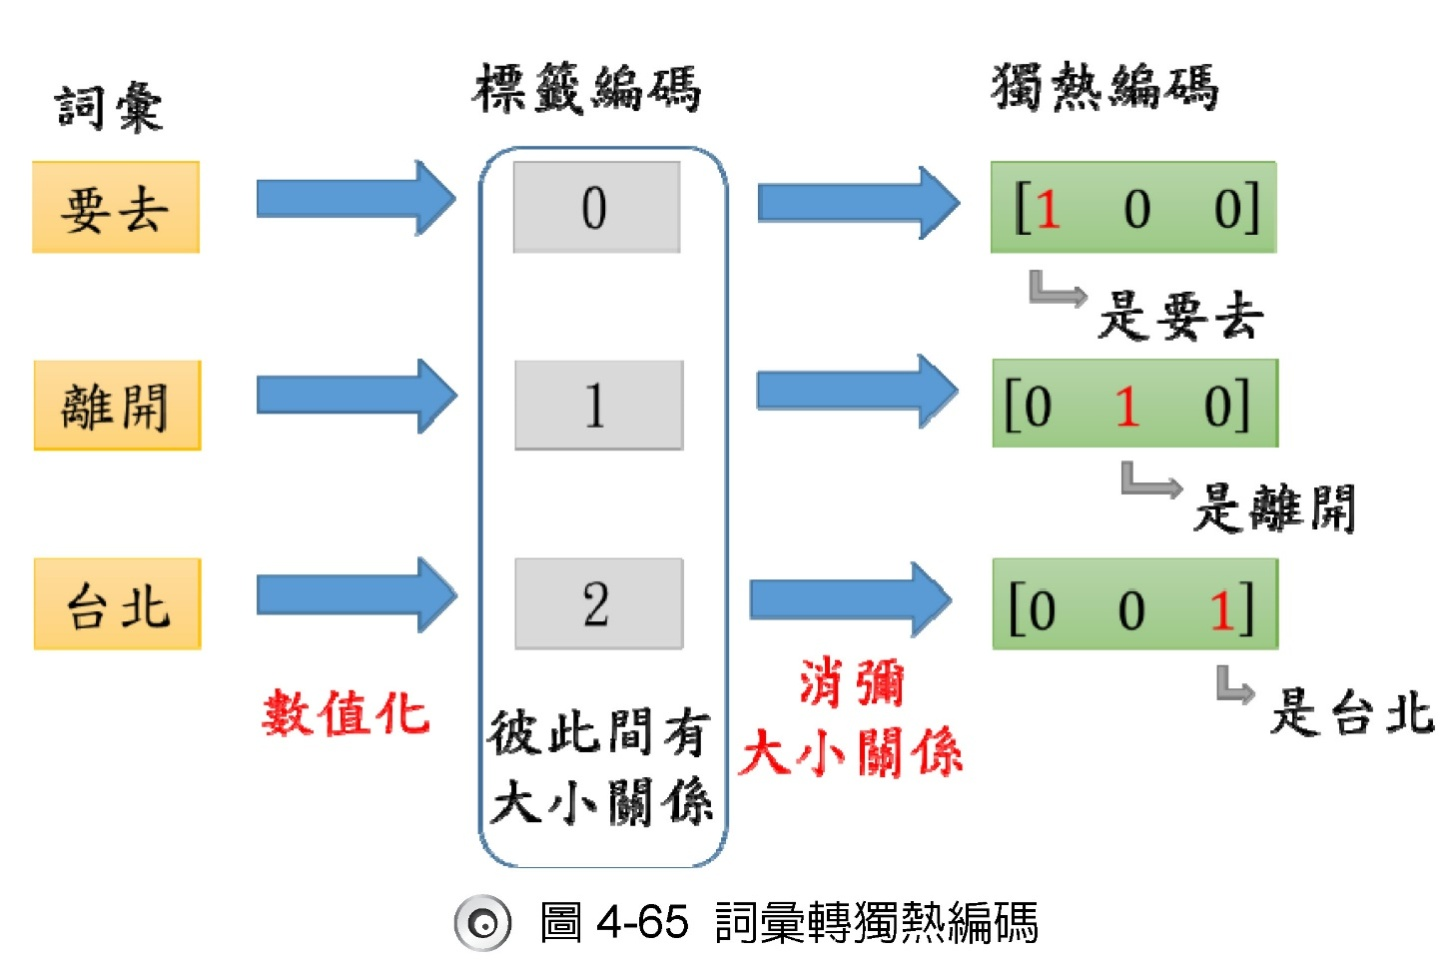 詞彙
標籤編碼
獨熱編碼
要去
0
[1 0 0]
是要去
離開
1
[0 1 0]
是離開
台北
2
[0 0 1]
是台北
數值化
彼此間有
大小關係
消彌
大小關係
圖 4-65 詞彙轉獨熱編碼